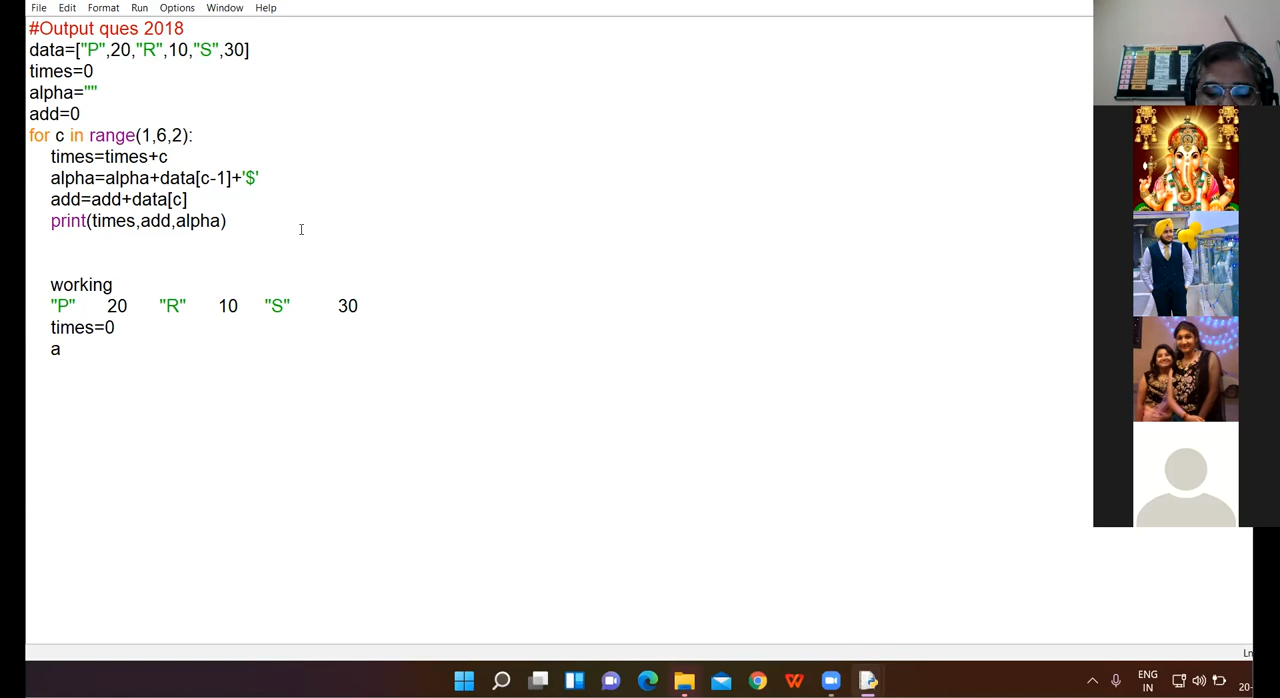 File Edit Format Run Options Window Help
#Output ques 2018
data=["P",20,"R",10,"S",30]
times=0
alpha=""
add=0
for c in range(1,6,2):
times=times+c
alpha=alpha+data[c-1]+'$'
add=add+data[c]
print(times,add,alpha)
working
"P" 20 "R" 10 "S" 30
times=0
a
Ln
ENG
IN
20-